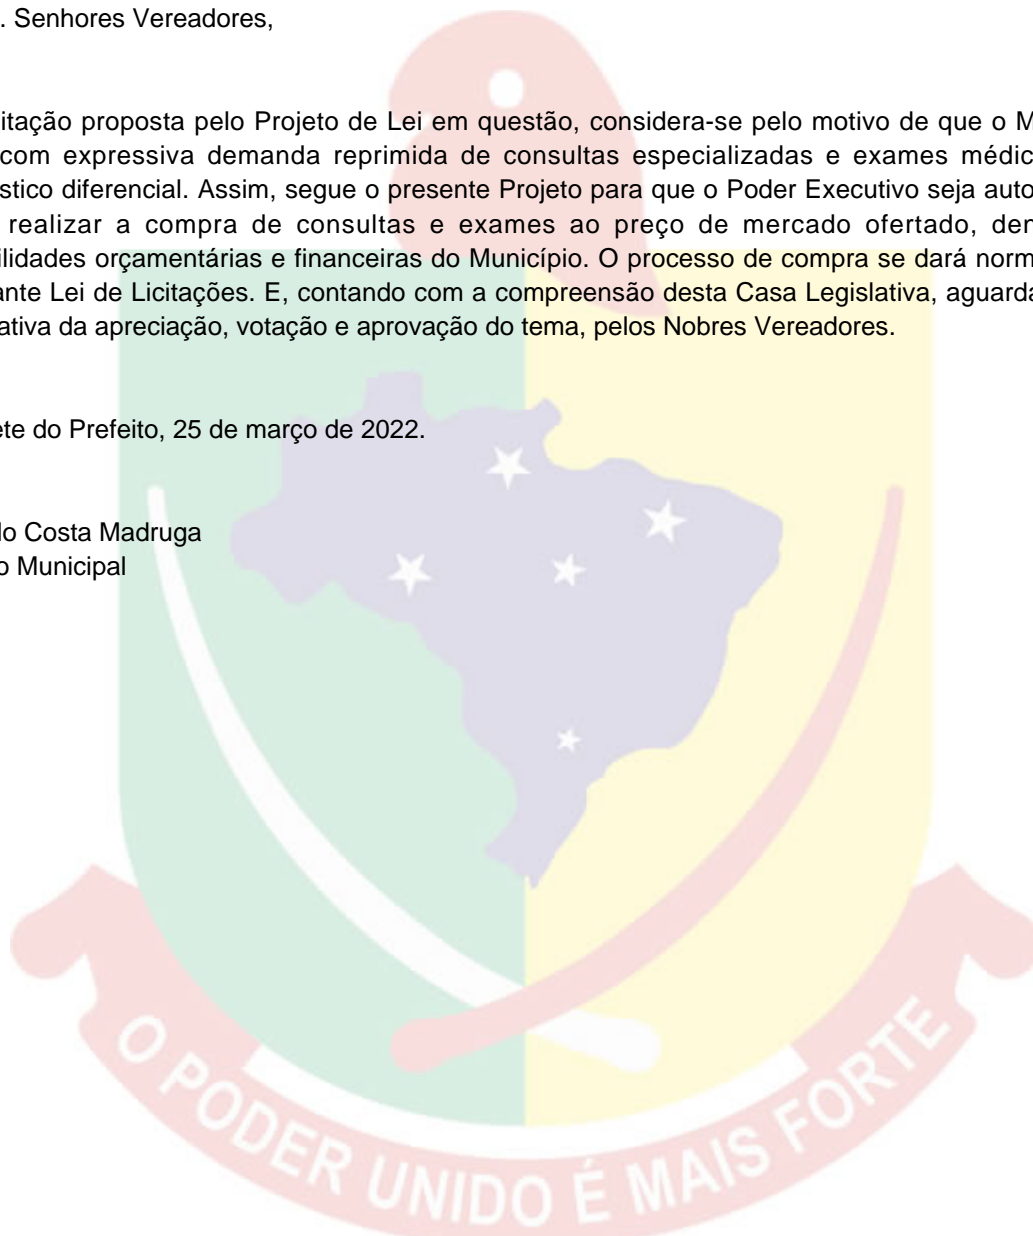 . Senhores Vereadores,
itação proposta pelo Projeto de Lei em questão, considera-se pelo motivo de que o M
com expressiva demanda reprimida de consultas especializadas e exames médic
stico diferencial. Assim, segue o presente Projeto para que o Poder Executivo seja auto
realizar a compra de consultas e exames ao preço de mercado ofertado, den
ilidades orçamentárias e financeiras do Município. O processo de compra se dará norm
ante Lei de Licitações. E, contando com a compreensão desta Casa Legislativa, aguarda
ativa da apreciação, votação e aprovação do tema, pelos Nobres Vereadores.
ete do Prefeito, 25 de março de 2022.
do Costa Madruga
o Municipal
O PODER UNIDO É MAIS FORTE